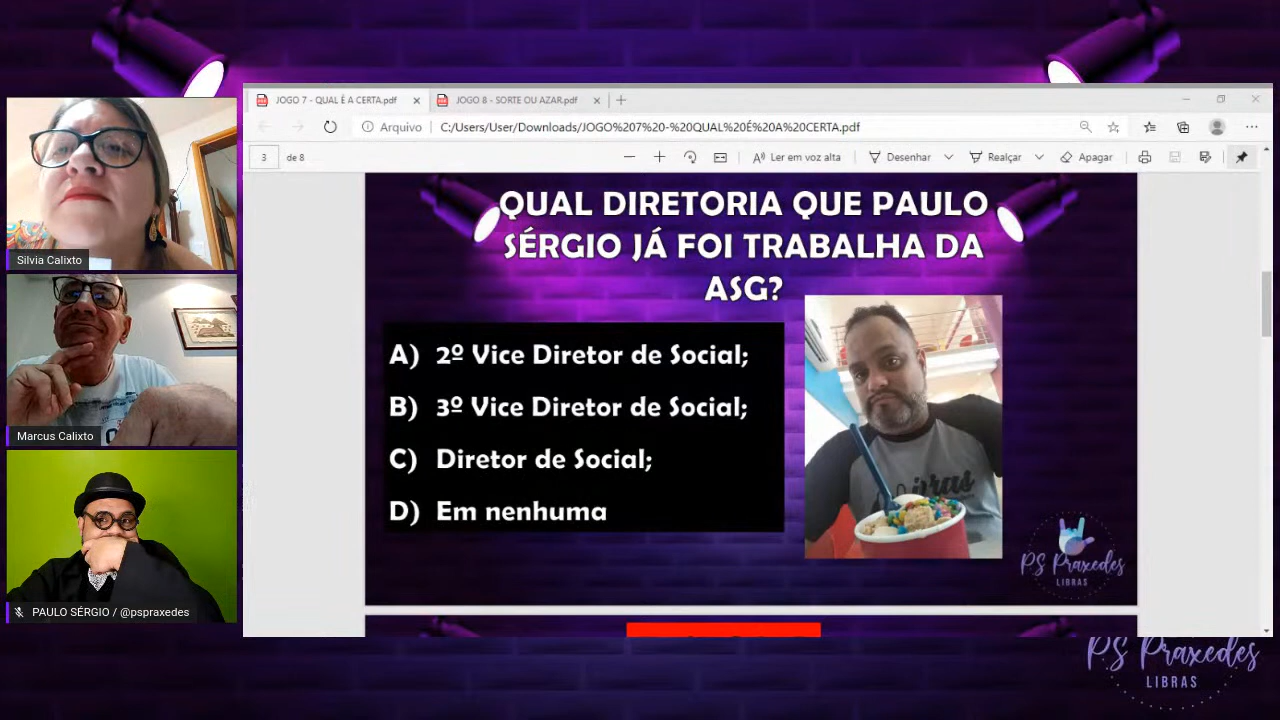 JOGO 7 - QUAL É A CERTA.pdf
JOGO 8 - SORTE OU AZAR.pdf
Arquivo
C:/Users/User/Downloads/JOGO%207%20-%20QUAL%20É%20A%20CERTA.pdf
3
de 8
Ler em voz alta
Desenhar
Realçar
Apagar
QUAL DIRETORIA QUE PAULO
SÉRGIO JÁ FOI TRABALHA DA
ASG?
A) 2º Vice Diretor de Social;
B) 3º Vice Diretor de Social;
C) Diretor de Social;
D) Em nenhuma
PS Praxedes
LIBRAS
Silvia Calixto
Marcus Calixto
PAULO SÉRGIO / @pspraxedes
PS Praxedes
LIBRAS